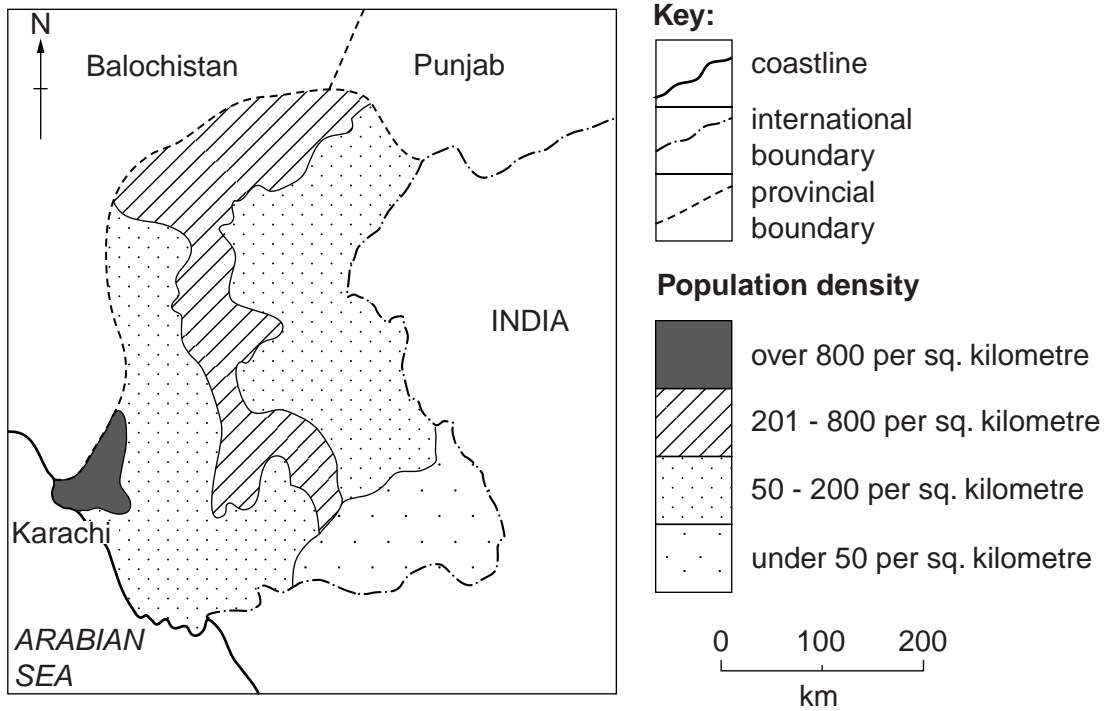 N
Balochistan
Punjab
INDIA
Karachi
ARABIAN
SEA
Key:
coastline
international
boundary
provincial
boundary
Population density
over 800 per sq. kilometre
201 - 800 per sq. kilometre
50 - 200 per sq. kilometre
under 50 per sq. kilometre
0 100 200
km